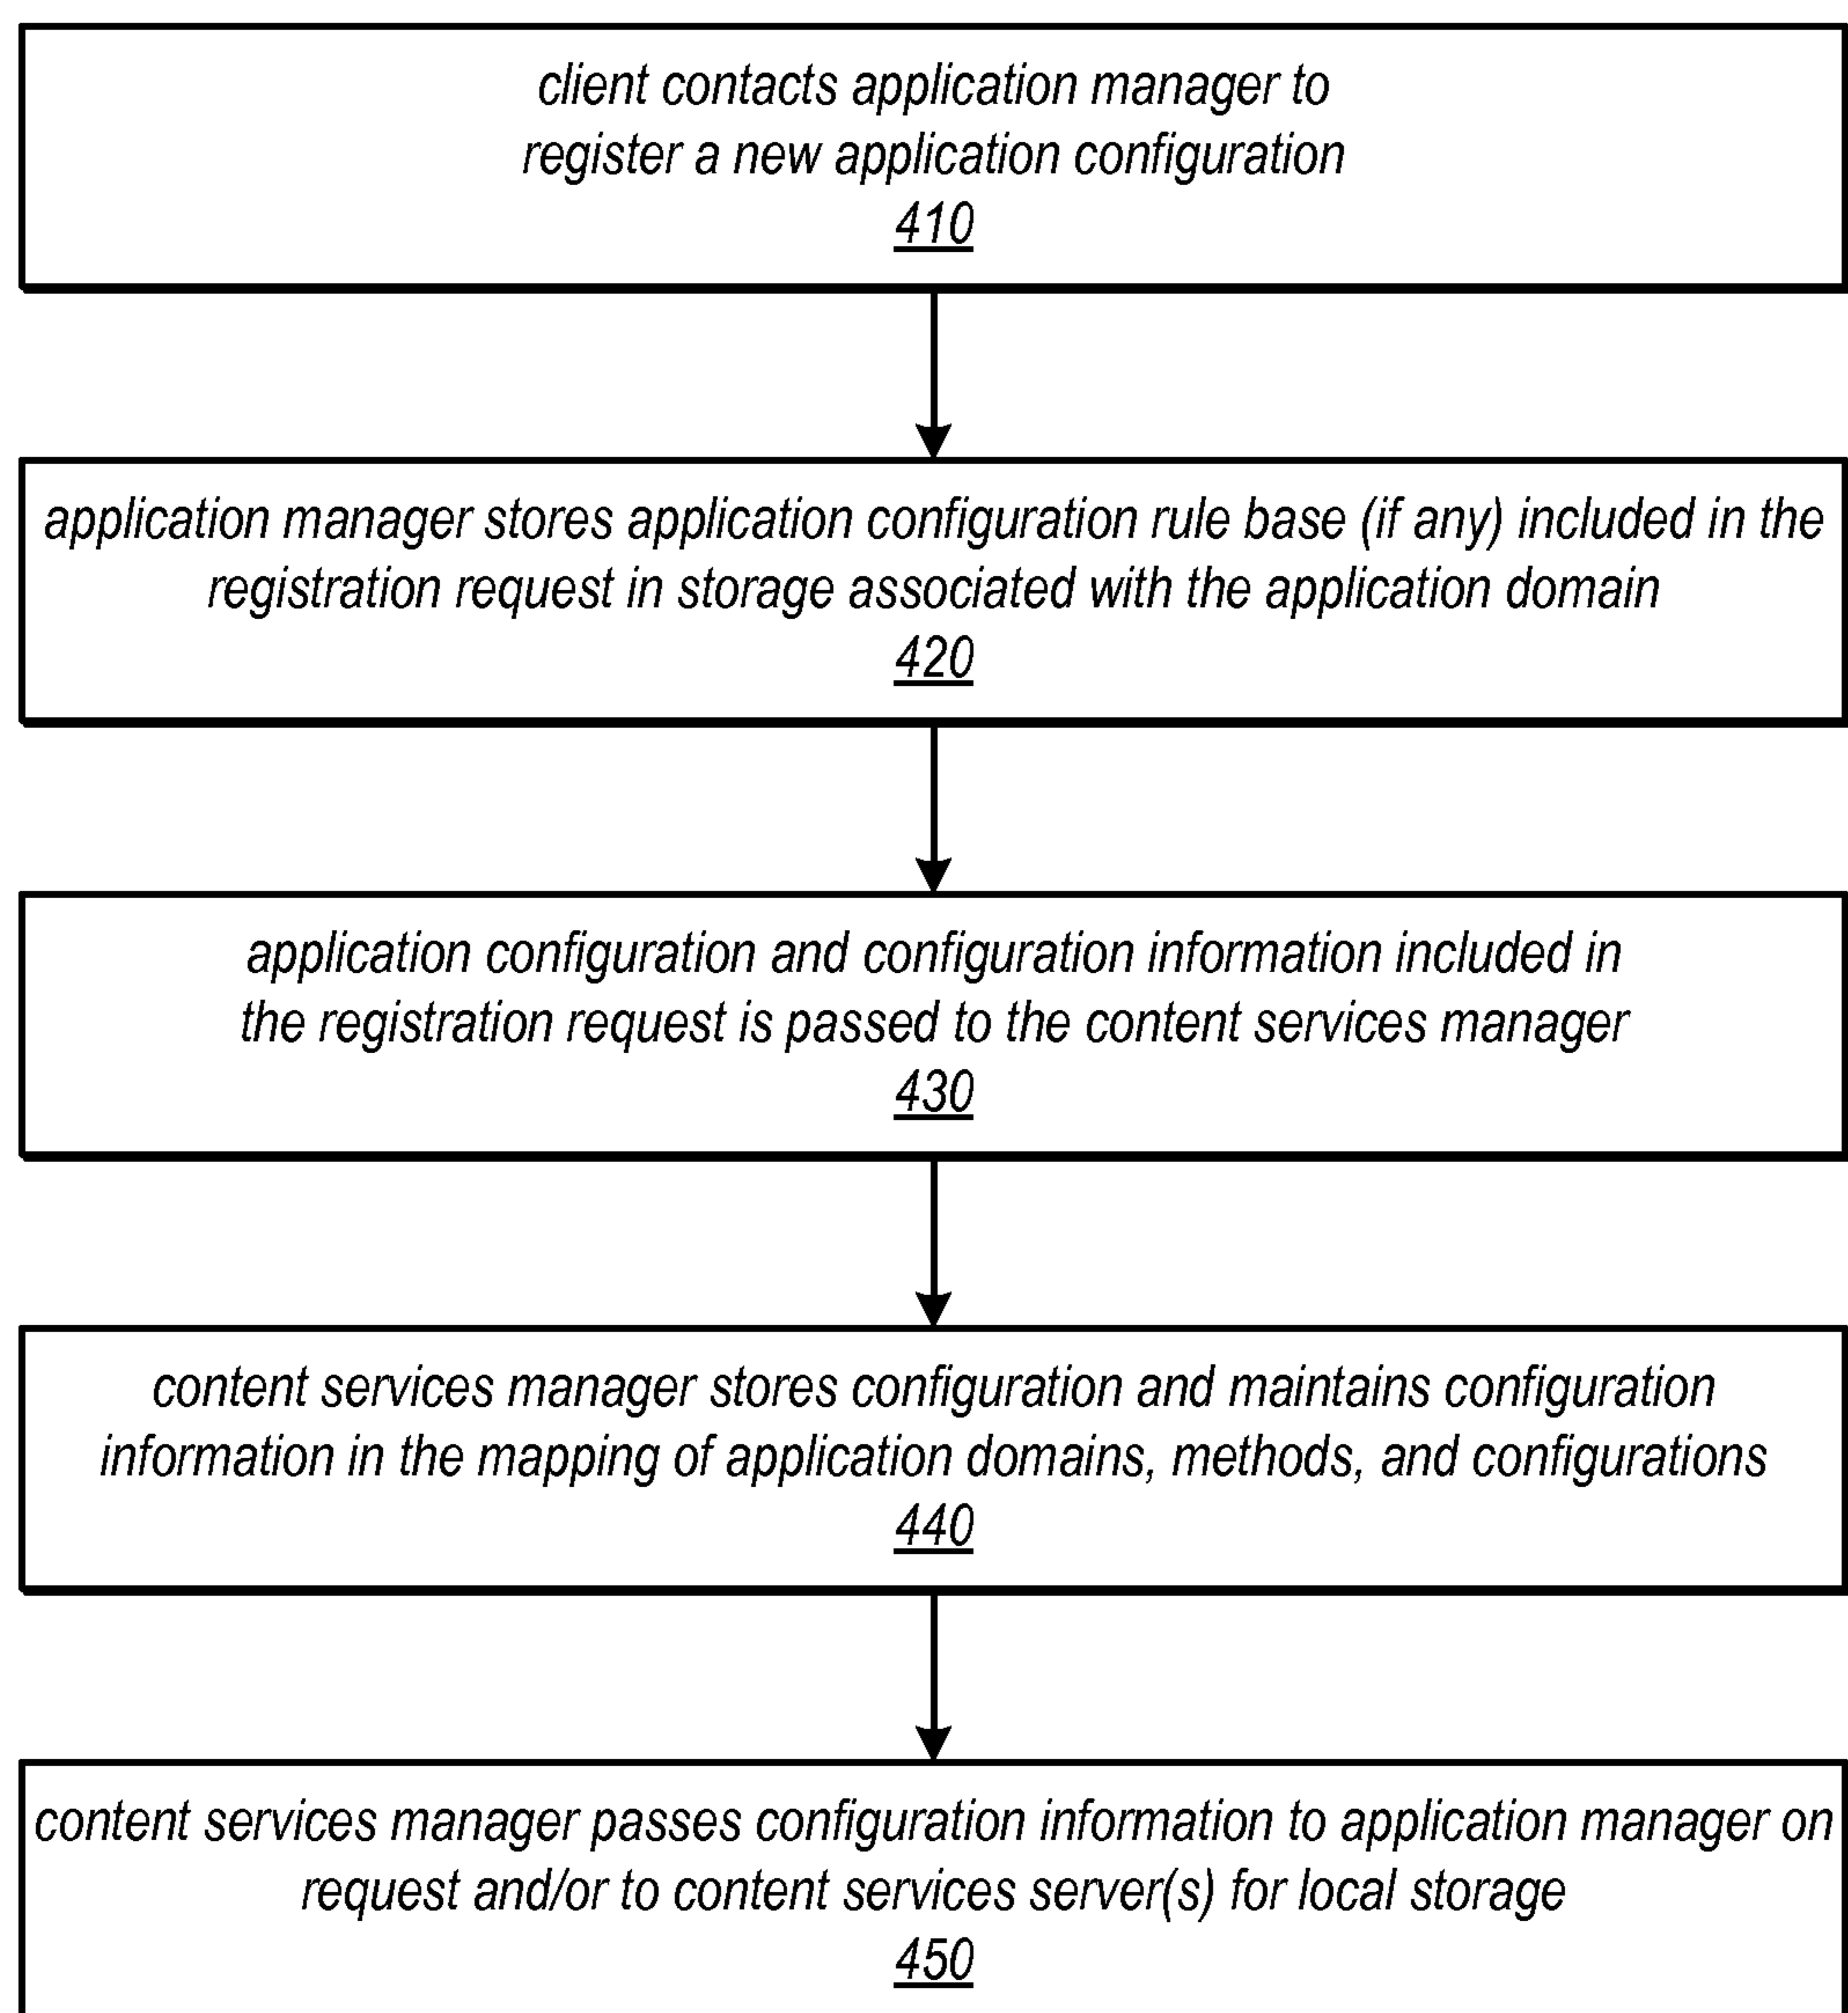 client contacts application manager to
register a new application configuration
410
application manager stores application configuration rule base (if any) included in the
registration request in storage associated with the application domain
420
application configuration and configuration information included in
the registration request is passed to the content services manager
430
content services manager stores configuration and maintains configuration
information in the mapping of application domains, methods, and configurations
440
content services manager passes configuration information to application manager on
request and/or to content services server(s) for local storage
450